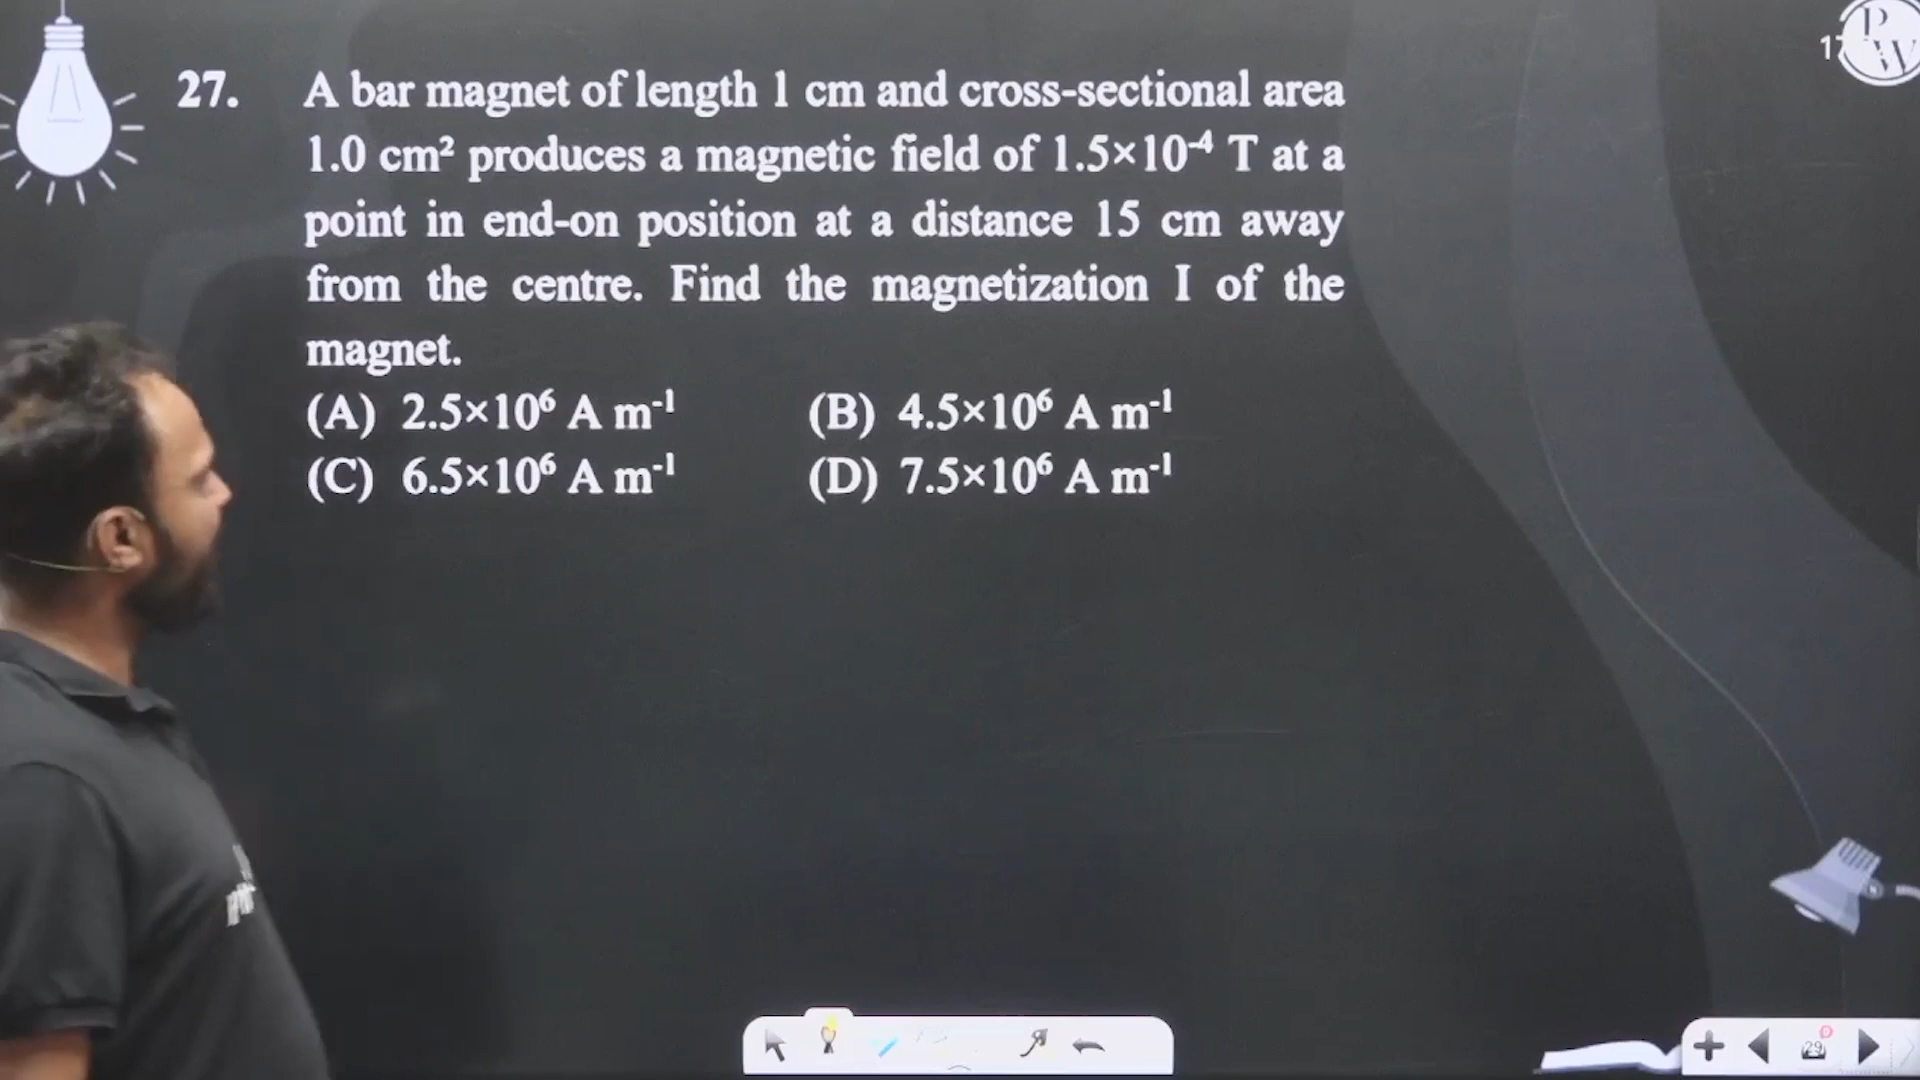 27. A bar magnet of length 1 cm and cross-sectional area
1.0 cm² produces a magnetic field of 1.5×10⁻⁴ T at a
point in end-on position at a distance 15 cm away
from the centre. Find the magnetization I of the
magnet.
(A) 2.5×10⁶ A m⁻¹ (B) 4.5×10⁶ A m⁻¹
(C) 6.5×10⁶ A m⁻¹ (D) 7.5×10⁶ A m⁻¹
PW
29